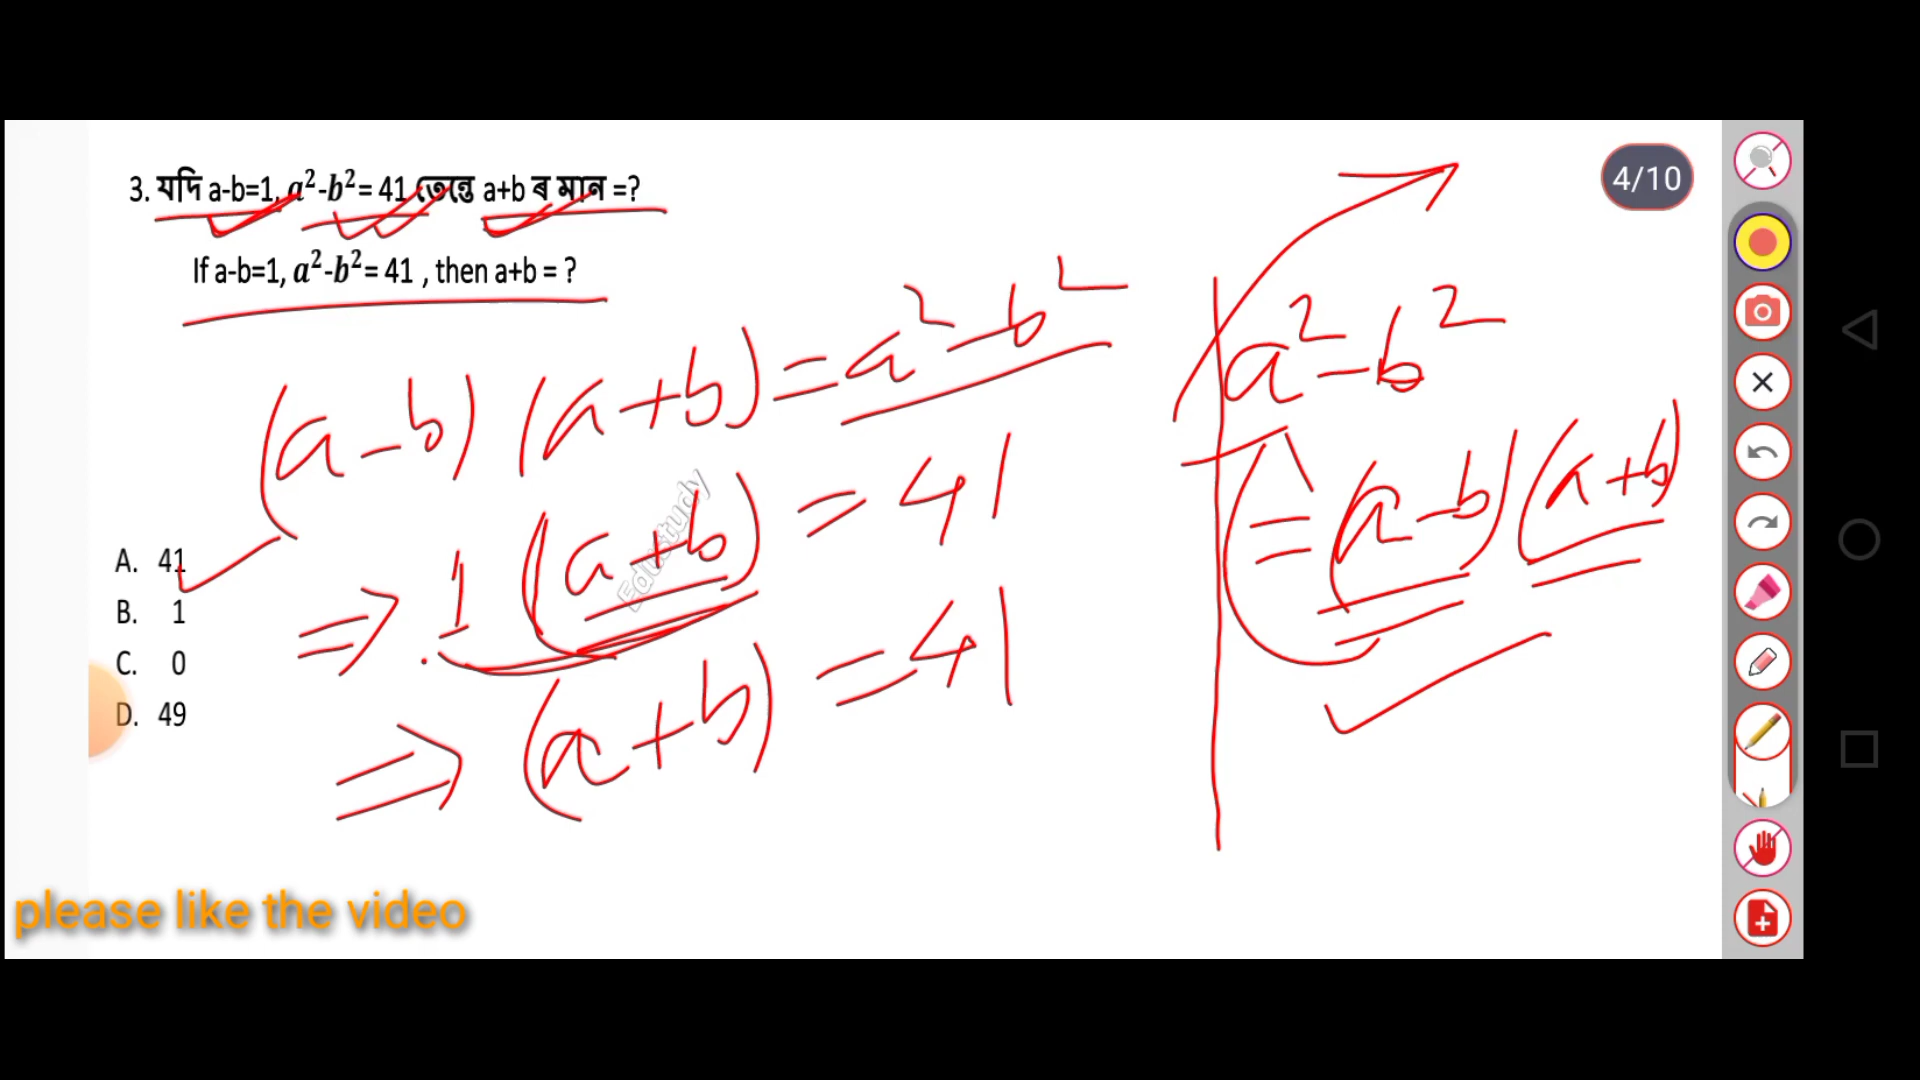 3. যদি a-b=1, a²-b²= 41 তেন্তে a+b ৰ মান =?
If a-b=1, a²-b²= 41 , then a+b = ?
A. 41
B. 1
C. 0
D. 49
(a-b) (a+b) = a²-b²
⇒ 1 (a+b) = 41
⇒ (a+b) = 41
a²-b²
= (a-b) (a+b)
Edustudy
4/10
please like the video